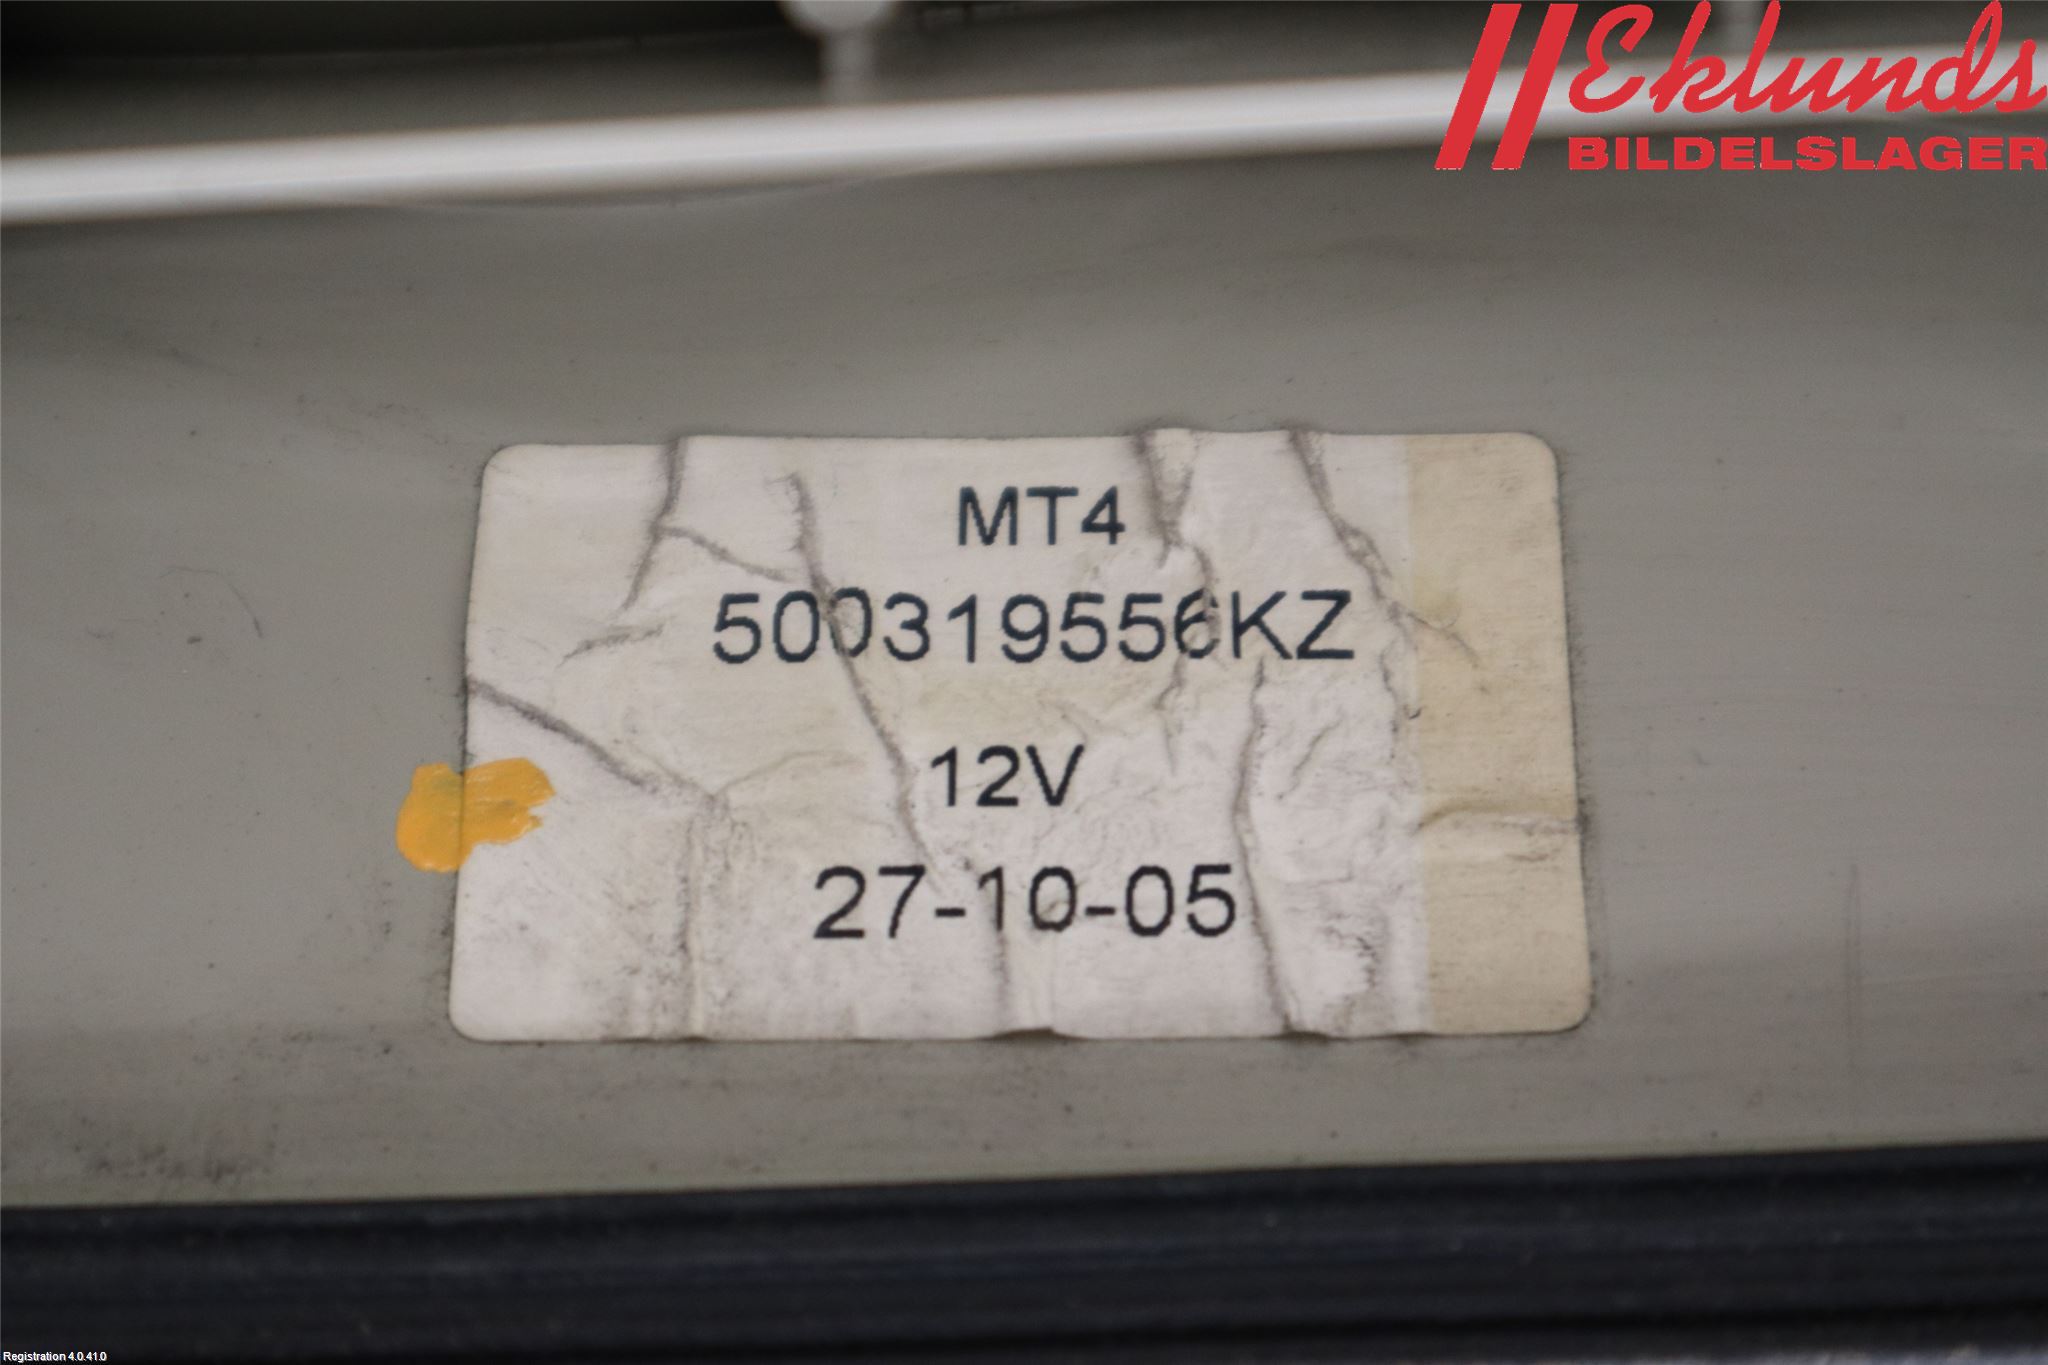 Eklunds
BILDELSLAGER
MT4
500319556KZ
12V
27-10-05
Registration 4.0.41.0